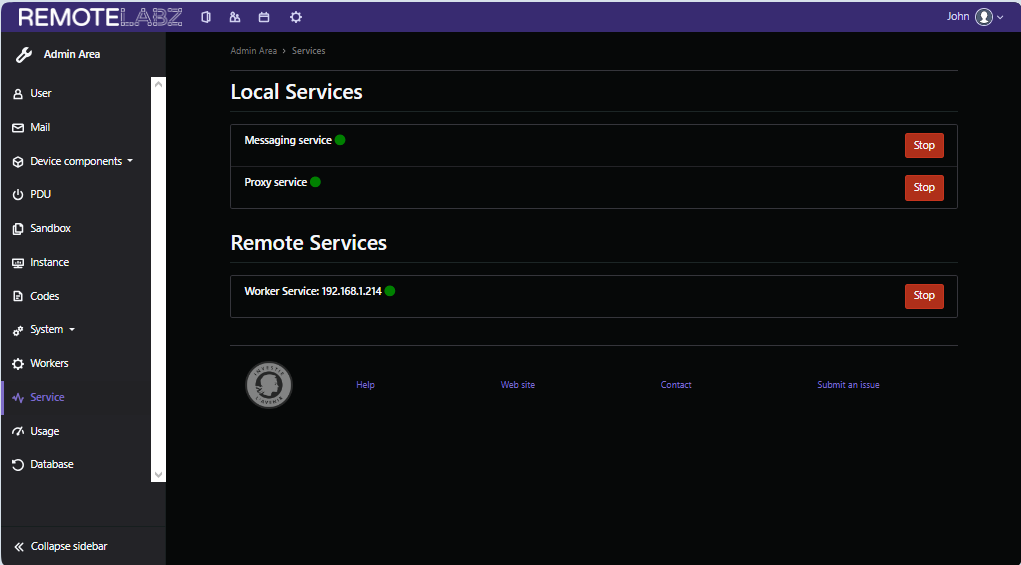 REMOTELABZ
John
Admin Area
User
Mail
Device components
PDU
Sandbox
Instance
Codes
System
Workers
Service
Usage
Database
Collapse sidebar
Admin Area › Services
Local Services
Messaging service
Stop
Proxy service
Stop
Remote Services
Worker Service: 192.168.1.214
Stop
INVESTIR
L'AVENIR
Help
Web site
Contact
Submit an issue